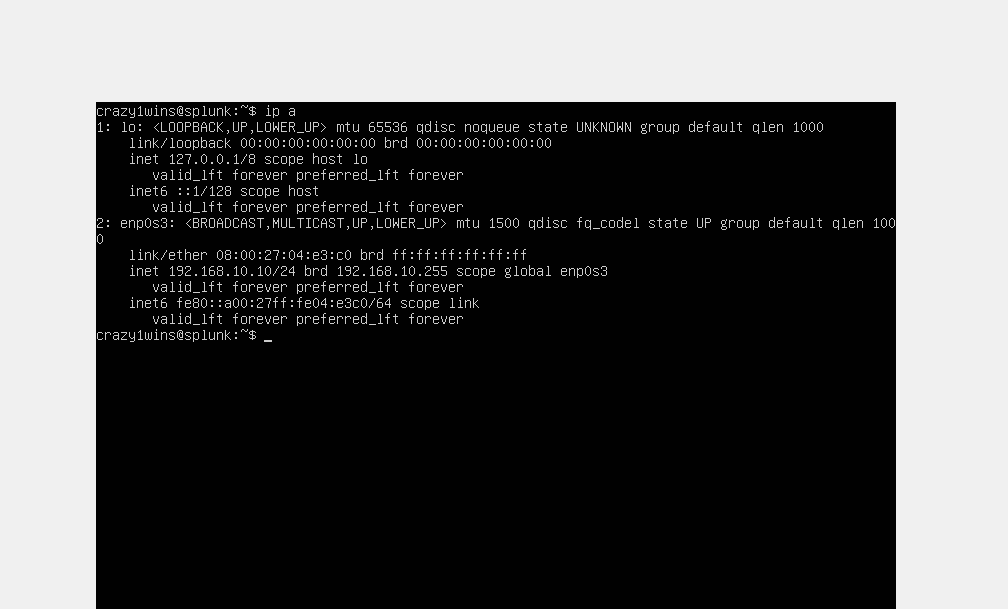 crazy1wins@splunk:~$ ip a
1: lo: <LOOPBACK,UP,LOWER_UP> mtu 65536 qdisc noqueue state UNKNOWN group default qlen 1000
    link/loopback 00:00:00:00:00:00 brd 00:00:00:00:00:00
    inet 127.0.0.1/8 scope host lo
       valid_lft forever preferred_lft forever
    inet6 ::1/128 scope host
       valid_lft forever preferred_lft forever
2: enp0s3: <BROADCAST,MULTICAST,UP,LOWER_UP> mtu 1500 qdisc fq_codel state UP group default qlen 100
0
    link/ether 08:00:27:04:e3:c0 brd ff:ff:ff:ff:ff:ff
    inet 192.168.10.10/24 brd 192.168.10.255 scope global enp0s3
       valid_lft forever preferred_lft forever
    inet6 fe80::a00:27ff:fe04:e3c0/64 scope link
       valid_lft forever preferred_lft forever
crazy1wins@splunk:~$ _